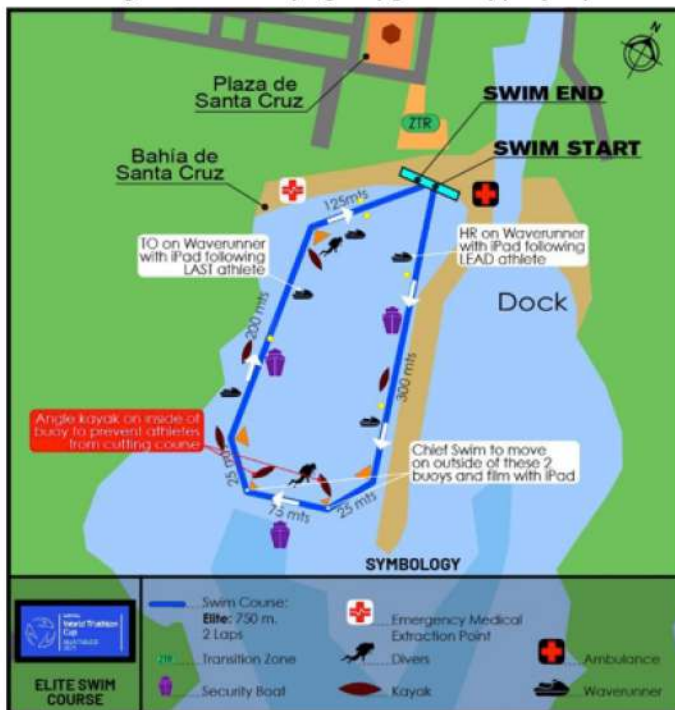 N
Plaza de
Santa Cruz
SWIM END
ZTR
SWIM START
Bahía de
Santa Cruz
125mts
TO on Waverunner
with iPad following
LAST athlete
HR on Waverunner
with iPad following
LEAD athlete
Dock
200 mts
300 mts
Angle kayak on inside of
buoy to prevent athletes
from cutting course
Chief Swim to move
on outside of these 2
buoys and film with iPad
25 mts
75 mts
25 mts
SYMBOLOGY
World Triathlon
Cup
ELITE SWIM
COURSE
Swim Course:
Elite: 750 m.
2 Laps
Emergency Medical
Extraction Point
ZTR
Transition Zone
Divers
Ambulance
Security Boat
Kayak
Waverunner